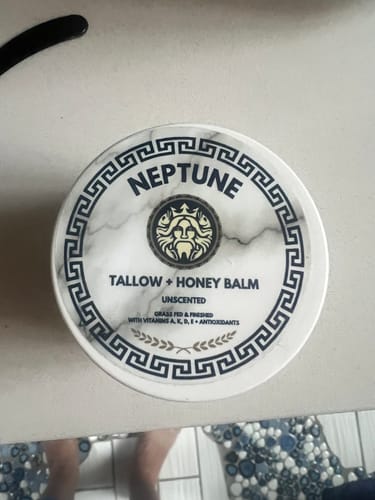 NEPTUNE
TALLOW + HONEY BALM
UNSCENTED
GRASS FED & FINISHED
WITH VITAMINS A, K, D, E + ANTIOXIDANTS